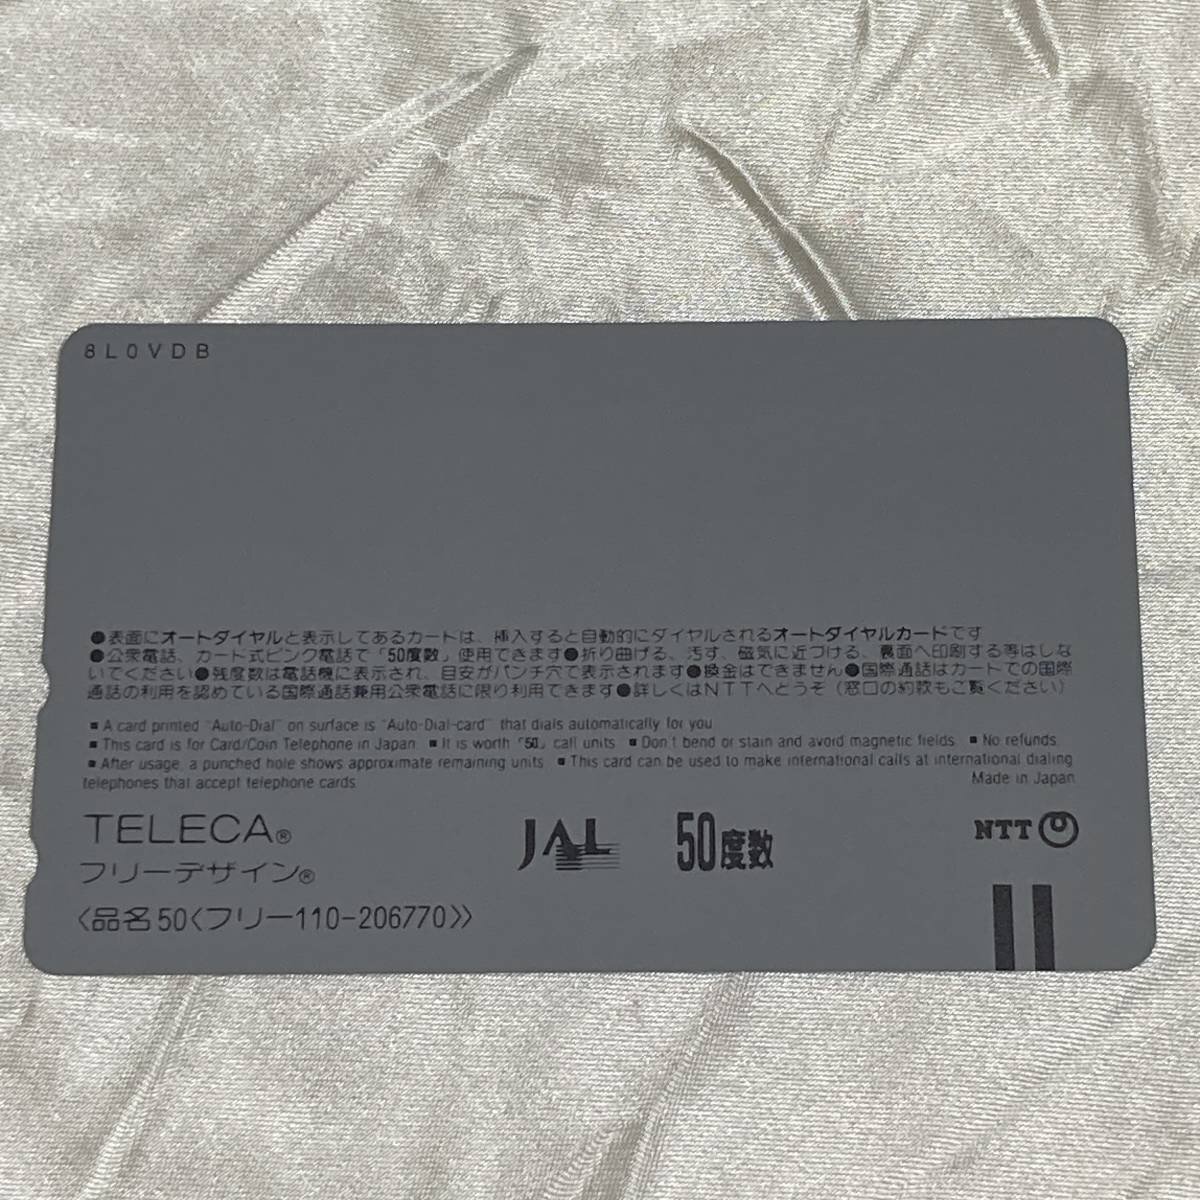 8L0VDB
●表面にオートダイヤルと表示してあるカードは、挿入すると自動的にダイヤルされるオートダイヤルカードです
●公衆電話、カード式ピンク電話で「50度数」使用できます●折り曲げる、汚す、磁気に近づける、裏面へ印刷する等はしな
いでください●残度数は電話機に表示され、目安がパンチ穴で表示されます●換金はできません●国際通話はカードでの国際
通話の利用を認めている国際通話兼用公衆電話に限り利用できます●詳しくはNTTへどうぞ(窓口の約款もご覧ください)
■ A card printed "Auto-Dial" on surface is "Auto-Dial-card" that dials automatically for you
■ This card is for Card/Coin Telephone in Japan. ■ It is worth「50」call units ■ Don't bend or stain and avoid magnetic fields. ■ No refunds.
■ After usage, a punched hole shows approximate remaining units. ■ This card can be used to make international calls at international dialing
telephones that accept telephone cards. Made in Japan
TELECA® JAL 50度数 NTT
フリーデザイン®
〈品名50〈フリー110-206770〉〉